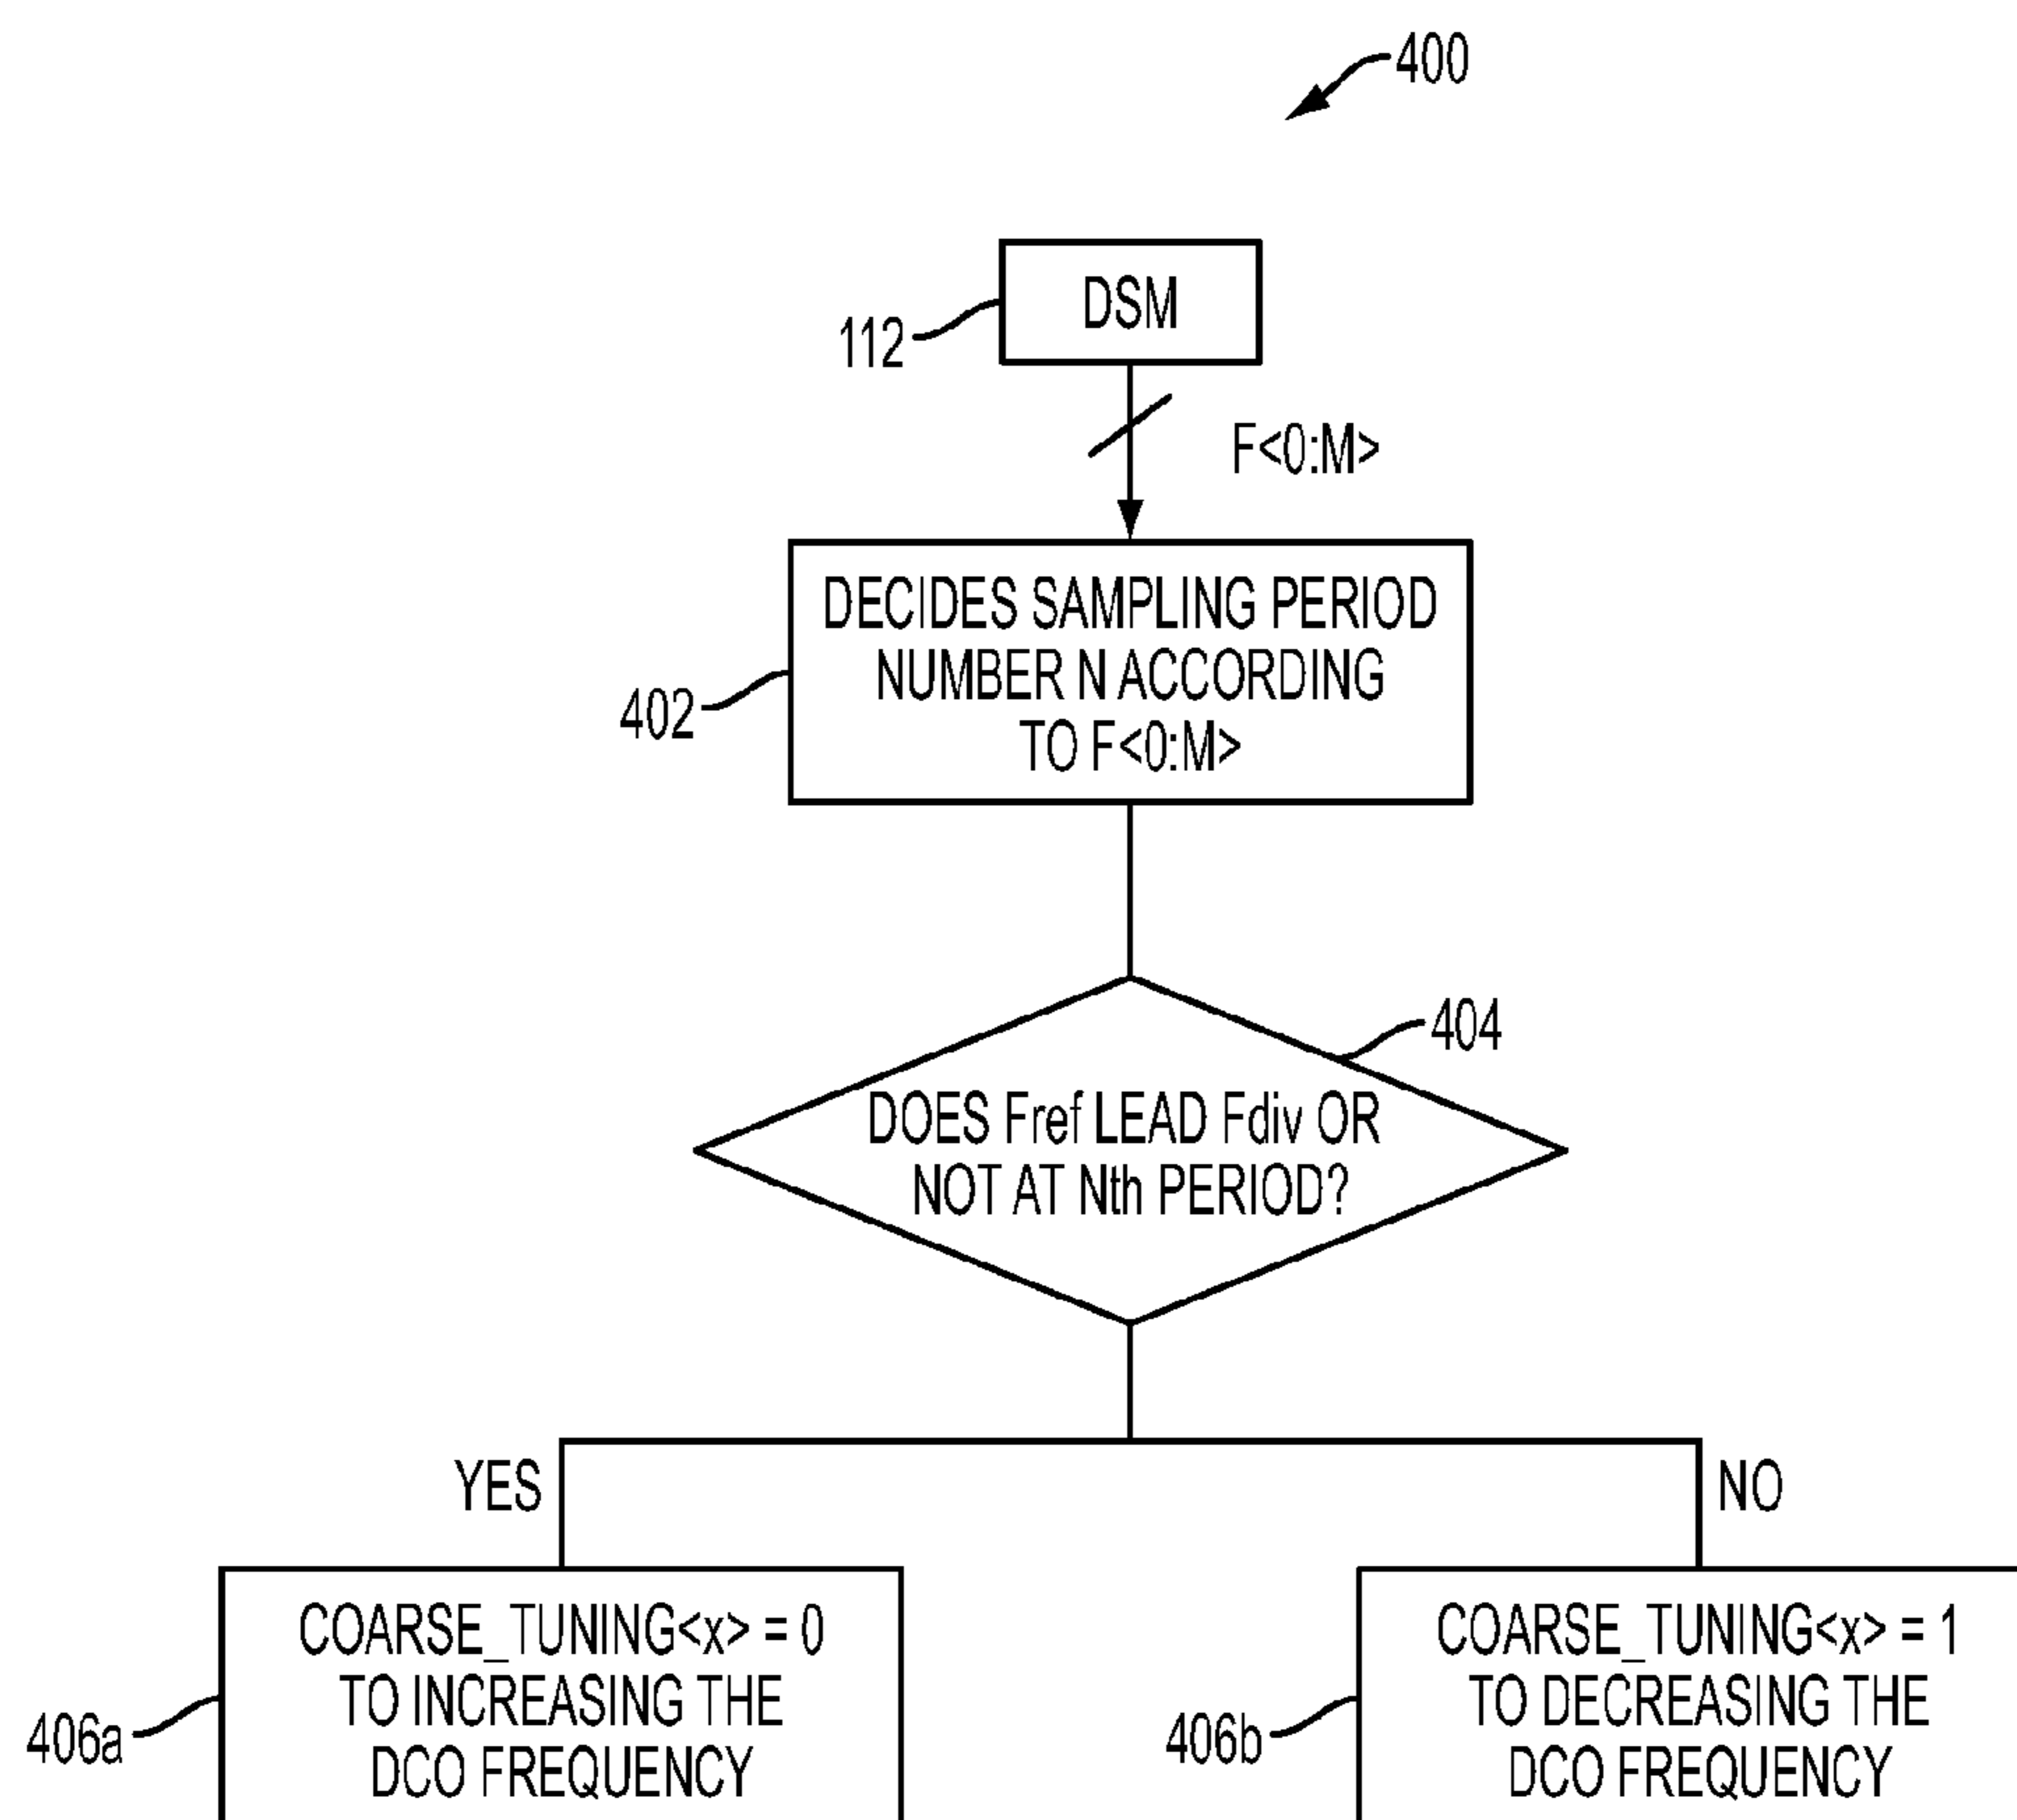 400
DSM
112
F<0:M>
DECIDES SAMPLING PERIOD
NUMBER N ACCORDING
TO F<0:M>
402
404
DOES Fref LEAD Fdiv OR
NOT AT Nth PERIOD?
YES
NO
COARSE_TUNING<x> = 0
TO INCREASING THE
DCO FREQUENCY
406a
COARSE_TUNING<x> = 1
TO DECREASING THE
DCO FREQUENCY
406b